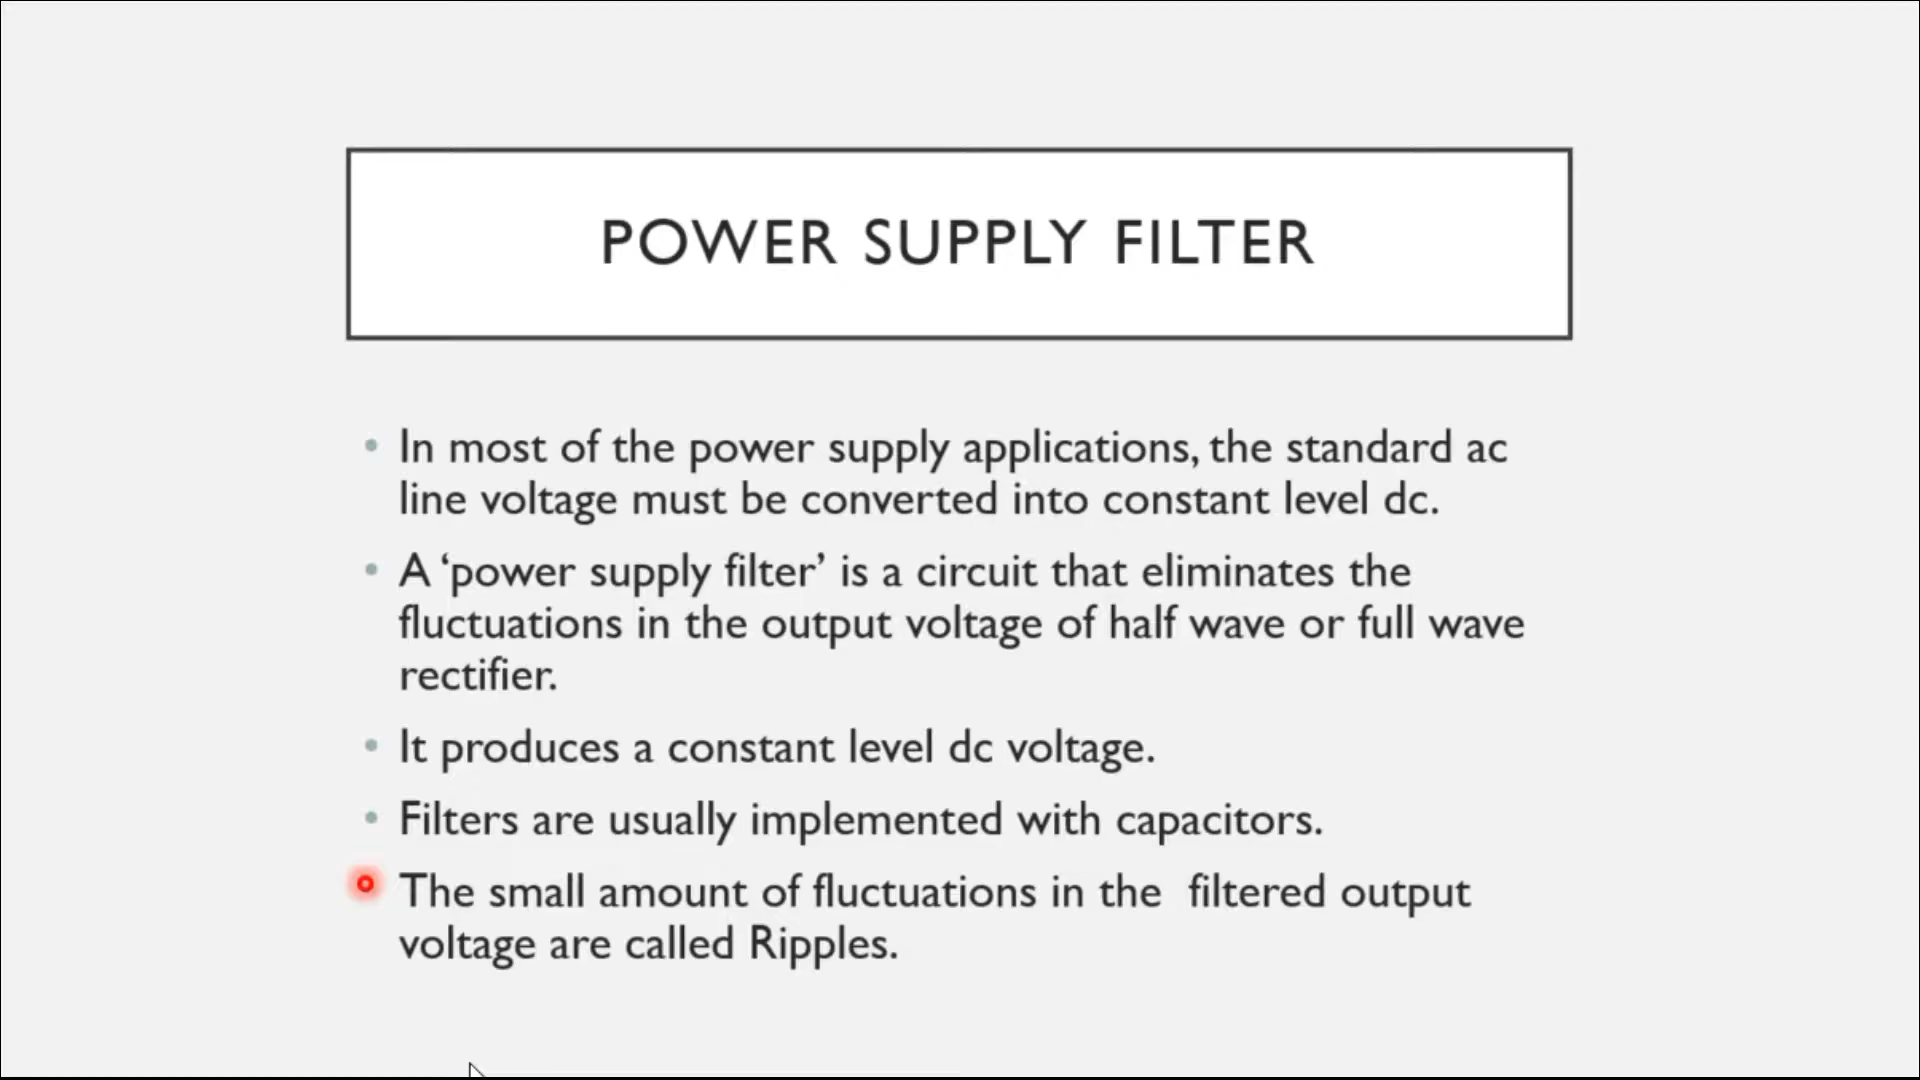 POWER SUPPLY FILTER
• In most of the power supply applications, the standard ac
line voltage must be converted into constant level dc.
• A ‘power supply filter’ is a circuit that eliminates the
fluctuations in the output voltage of half wave or full wave
rectifier.
• It produces a constant level dc voltage.
• Filters are usually implemented with capacitors.
The small amount of fluctuations in the  filtered output
voltage are called Ripples.